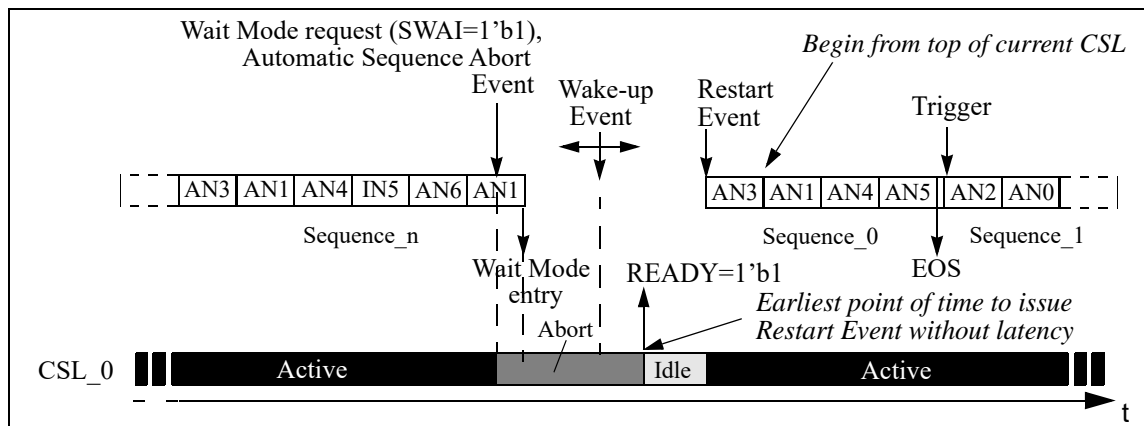 Wait Mode request (SWAI=1’b1),
Automatic Sequence Abort
Event
Wake-up
Event
Restart
Event
Begin from top of current CSL
Trigger
AN3 AN1 AN4 IN5 AN6 AN1
AN3 AN1 AN4 AN5 AN2 AN0
Sequence_n
Sequence_0
Sequence_1
Wait Mode
entry
READY=1’b1
EOS
Earliest point of time to issue
Restart Event without latency
Abort
CSL_0
Active
Idle
Active
t